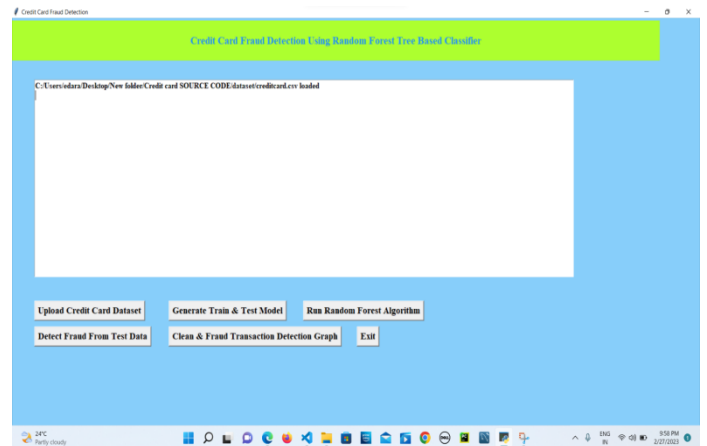 Credit Card Fraud Detection
Credit Card Fraud Detection Using Random Forest Tree Based Classifier
C:/Users/edara/Desktop/New folder/Credit card SOURCE CODE/dataset/creditcard.csv loaded
Upload Credit Card Dataset Generate Train & Test Model Run Random Forest Algorithm
Detect Fraud From Test Data Clean & Fraud Transaction Detection Graph Exit
24°C ENG 9:58 PM
Partly cloudy IN 2/27/2023